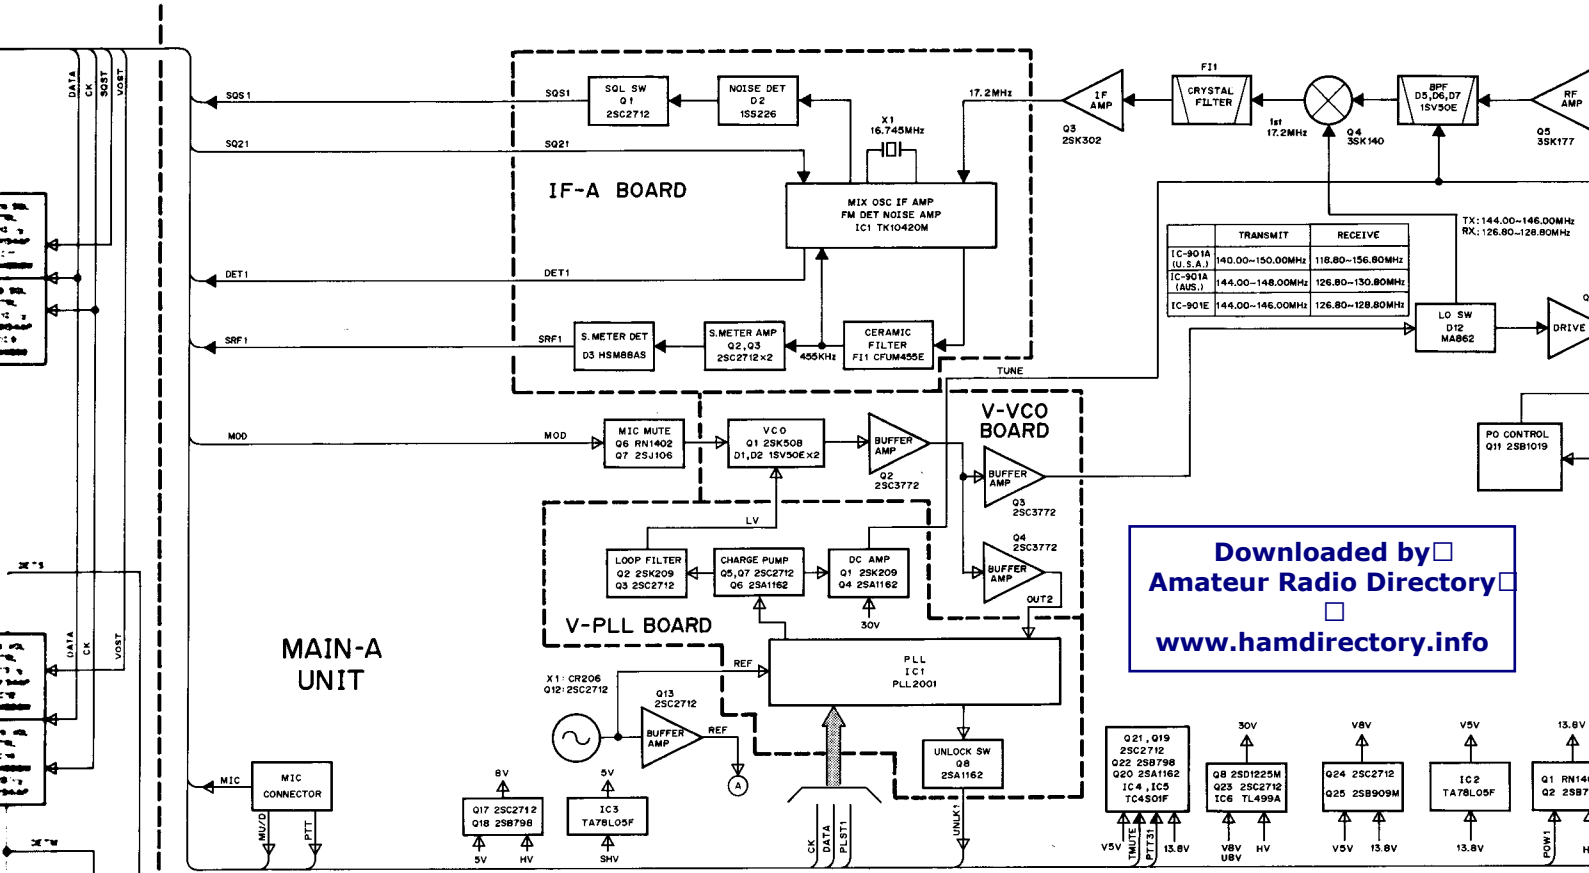 DATA
CK
SQST
VOST
SQS1
SQS1
SQL SW
Q1
2SC2712
NOISE DET
D2
1SS226
X1
16.745MHz
17.2MHz
IF
AMP
Q3
2SK302
FI1
CRYSTAL
FILTER
1st
17.2MHz
Q4
3SK140
BPF
D5,D6,D7
1SV50E
RF
AMP
Q5
3SK177
SQ21
SQ21
IF-A BOARD
MIX OSC IF AMP
FM DET NOISE AMP
IC1 TK10420M
TX:144.00~146.00MHz
RX:126.80~128.80MHz
TRANSMIT RECEIVE
IC-901A (U.S.A.) 140.00~150.00MHz 118.80~156.80MHz
IC-901A (AUS.) 144.00~148.00MHz 126.80~130.80MHz
IC-901E 144.00~146.00MHz 126.80~128.80MHz
DET1
DET1
SRF1
SRF1
S.METER DET
D3 HSM88AS
S.METER AMP
Q2,Q3
2SC2712×2
455KHz
CERAMIC
FILTER
FI1 CFUM455E
LO SW
D12
MA862
DRIVE
TUNE
V-VCO
BOARD
MOD
MOD
MIC MUTE
Q6 RN1402
Q7 2SJ106
VCO
Q1 2SK508
D1,D2 1SV50E×2
BUFFER
AMP
Q2
2SC3772
BUFFER
AMP
Q3
2SC3772
PO CONTROL
Q11 2SB1019
LV
Q4
2SC3772
BUFFER
AMP
OUT2
LOOP FILTER
Q2 2SK209
Q3 2SC2712
CHARGE PUMP
Q5,Q7 2SC2712
Q6 2SA1162
DC AMP
Q1 2SK209
Q4 2SA1162
30V
V-PLL BOARD
Downloaded by□
Amateur Radio Directory□
□
www.hamdirectory.info
DATA
CK
VOST
MAIN-A
UNIT
REF
PLL
IC1
PLL2001
X1:CR206
Q12:2SC2712
Q13
2SC2712
BUFFER
AMP
REF
A
UNLOCK SW
Q8
2SA1162
MIC
MIC
CONNECTOR
MU/D
PTT
8V
Q17 2SC2712
Q18 2SB798
5V
HV
5V
IC3
TA78L05F
SHV
CK
DATA
PLST1
UNLK1
Q21,Q19
2SC2712
Q22 2SB798
Q20 2SA1162
IC4,IC5
TC4S01F
V5V
TMUTE
PTT31
13.8V
30V
Q8 2SD1225M
Q23 2SC2712
IC6 TL499A
V8V
U8V
HV
V8V
Q24 2SC2712
Q25 2SB909M
V5V
13.8V
V5V
IC2
TA78L05F
13.8V
13.8V
POW1